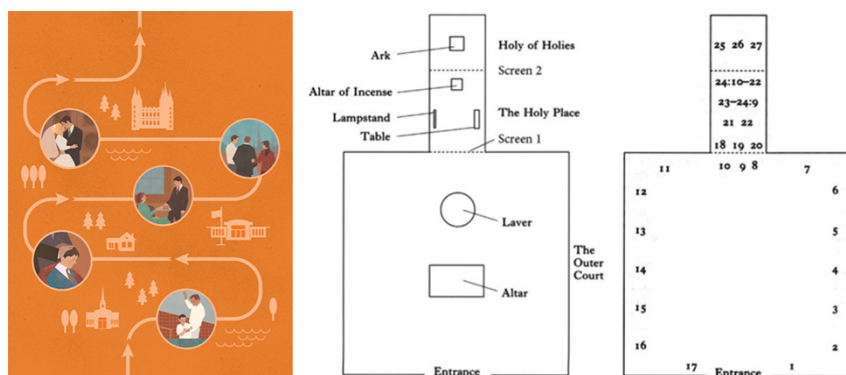 Ark
Holy of Holies
Screen 2
Altar of Incense
Lampstand
The Holy Place
Table
Screen 1
Laver
The
Outer
Court
Altar
Entrance
25 26 27
24:10–22
23–24:9
21 22
18 19 20
11 10 9 8 7
12 6
13 5
14 4
15 3
16 2
17 1
Entrance